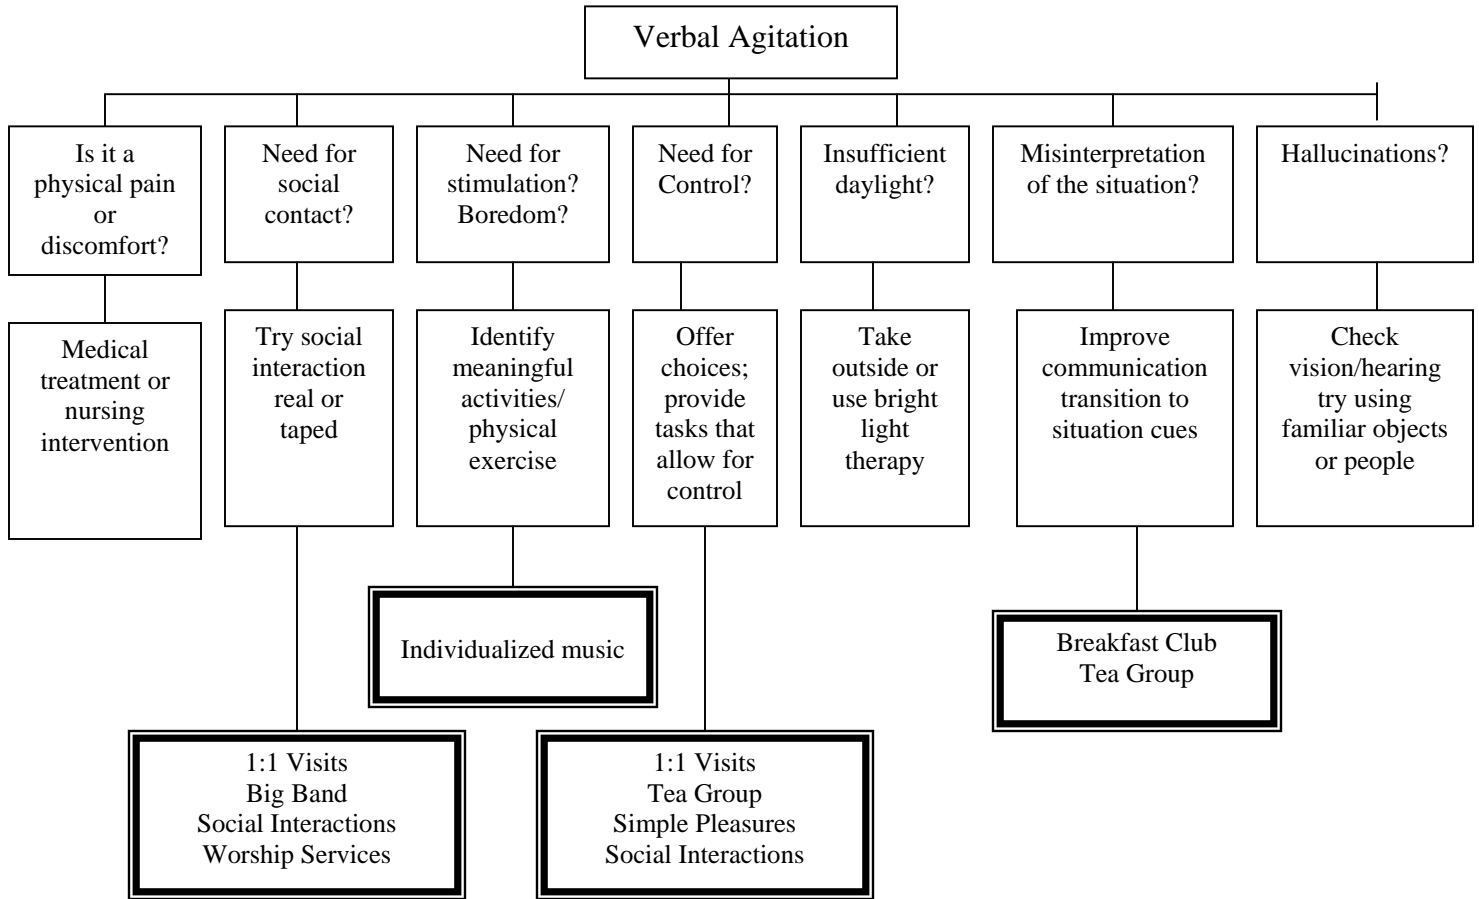 Verbal Agitation
Is it a
physical pain
or
discomfort?
Need for
social
contact?
Need for
stimulation?
Boredom?
Need for
Control?
Insufficient
daylight?
Misinterpretation
of the situation?
Hallucinations?
Medical
treatment or
nursing
intervention
Try social
interaction
real or
taped
Identify
meaningful
activities/
physical
exercise
Offer
choices;
provide
tasks that
allow for
control
Take
outside or
use bright
light
therapy
Improve
communication
transition to
situation cues
Check
vision/hearing
try using
familiar objects
or people
Individualized music
Breakfast Club
Tea Group
1:1 Visits
Big Band
Social Interactions
Worship Services
1:1 Visits
Tea Group
Simple Pleasures
Social Interactions